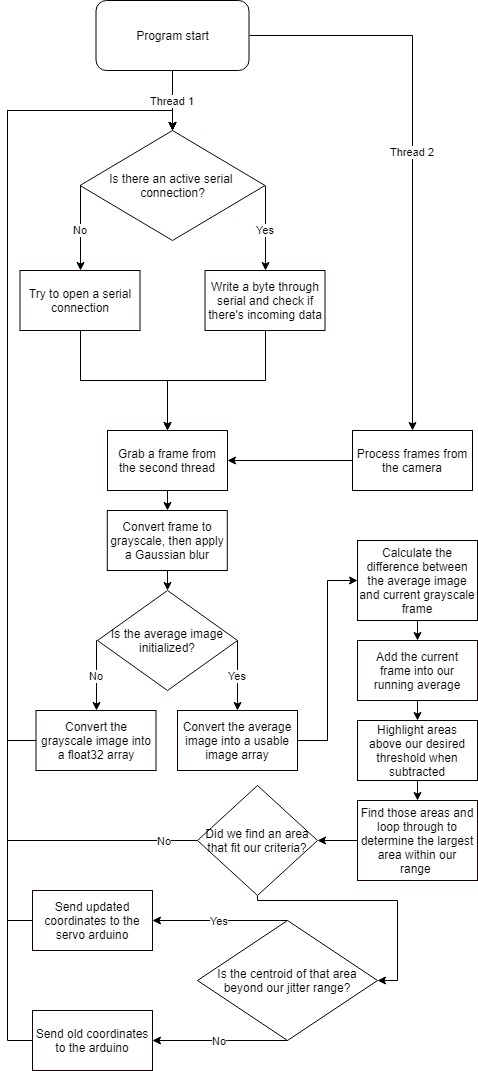 Program start
Thread 1
Thread 2
Is there an active serial
connection?
No
Yes
Try to open a serial
connection
Write a byte through
serial and check if
there's incoming data
Grab a frame from
the second thread
Process frames from
the camera
Convert frame to
grayscale, then apply
a Gaussian blur
Calculate the
difference between
the average image
and current grayscale
frame
Is the average image
initialized?
No
Yes
Add the current
frame into our
running average
Convert the
grayscale image into
a float32 array
Convert the average
image into a usable
image array
Highlight areas
above our desired
threshold when
subtracted
Find those areas and
loop through to
determine the largest
area within our
range
Did we find an area
that fit our criteria?
No
Send updated
coordinates to the
servo arduino
Yes
Is the centroid of that area
beyond our jitter range?
No
Send old coordinates
to the arduino